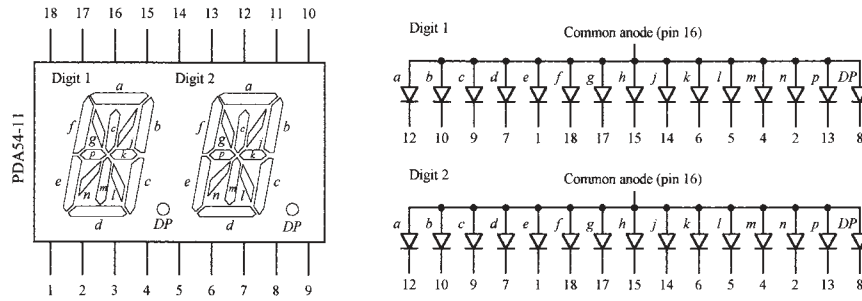 18 17 16 15 14 13 12 11 10
PDA54-11
Digit 1 Digit 2
a a
f g c j b f g c j b
p k p k
e n m l c e n m l c
d DP d DP
1 2 3 4 5 6 7 8 9
Digit 1 Common anode (pin 16)
a b c d e f g h j k l m n p DP
12 10 9 7 1 18 17 15 14 6 5 4 2 13 8
Digit 2 Common anode (pin 16)
a b c d e f g h j k l m n p DP
12 10 9 7 1 18 17 15 14 6 5 4 2 13 8